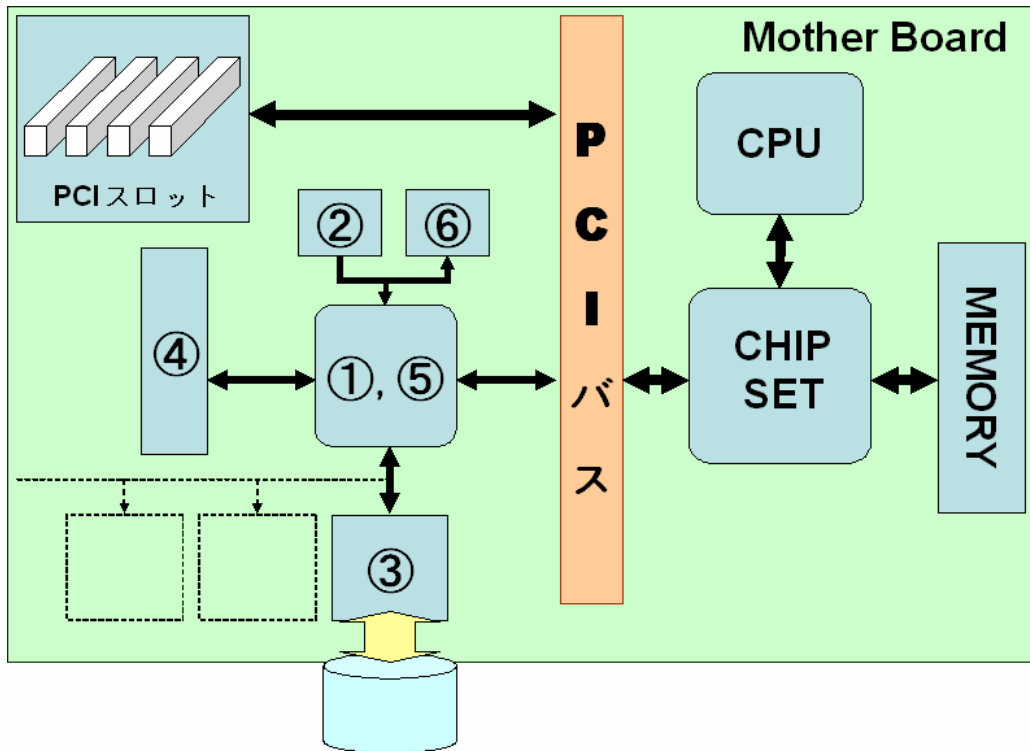 Mother Board
PCI スロット
PCIバス
CPU
②
⑥
④
①, ⑤
CHIP
SET
MEMORY
③